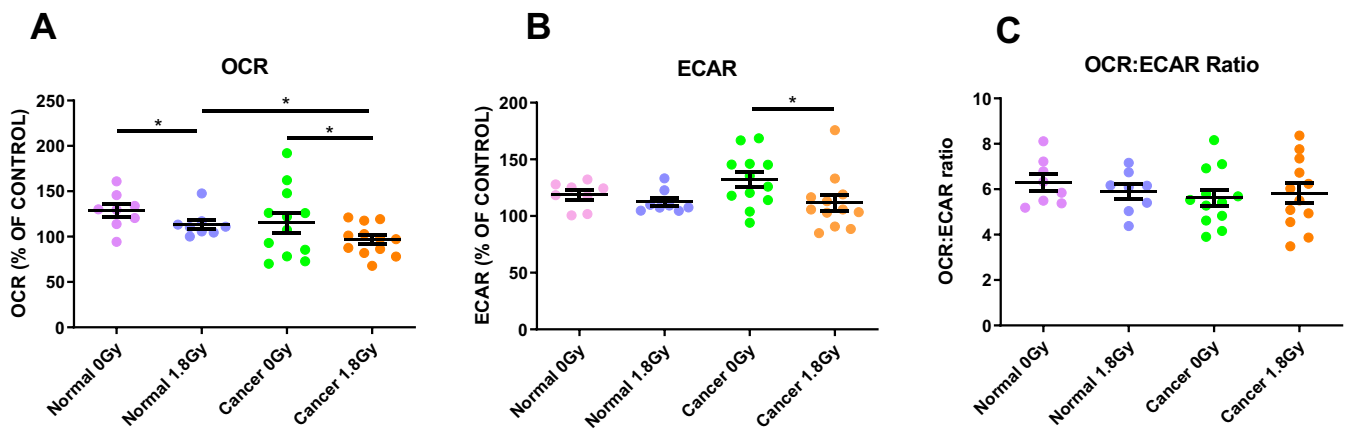 A
OCR
OCR (% OF CONTROL)
250
200
150
100
50
0
*
*
*
Normal 0Gy
Normal 1.8Gy
Cancer 0Gy
Cancer 1.8Gy
B
ECAR
ECAR (% OF CONTROL)
200
150
100
50
0
*
Normal 0Gy
Normal 1.8Gy
Cancer 0Gy
Cancer 1.8Gy
C
OCR:ECAR Ratio
OCR:ECAR ratio
10
8
6
4
2
0
Normal 0Gy
Normal 1.8Gy
Cancer 0Gy
Cancer 1.8Gy